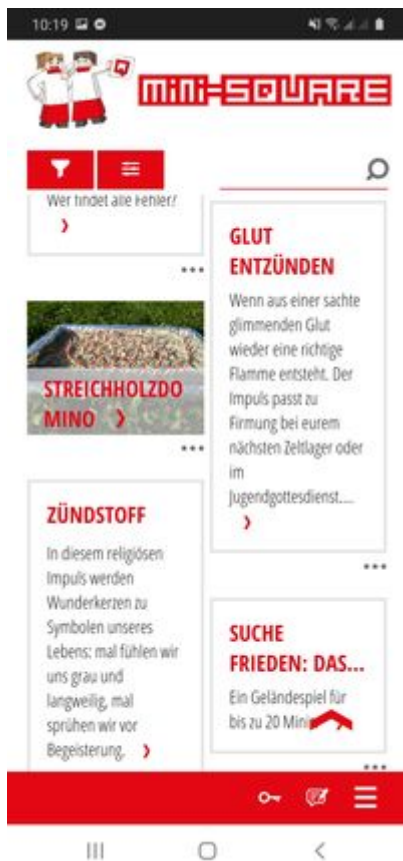 10:19
mini-SQUARE
Wer findet alle Fehler?
STREICHHOLZDO
MINO
ZÜNDSTOFF
In diesem religiösen
Impuls werden
Wunderkerzen zu
Symbolen unseres
Lebens: mal fühlen wir
uns grau und
langweilig, mal
sprühen wir vor
Begeisterung.
GLUT
ENTZÜNDEN
Wenn aus einer sachte
glimmenden Glut
wieder eine richtige
Flamme entsteht. Der
Impuls passt zu
Firmung bei eurem
nächsten Zeltlager oder
im
Jugendgottesdienst....
SUCHE
FRIEDEN: DAS...
Ein Geländespiel für
bis zu 20